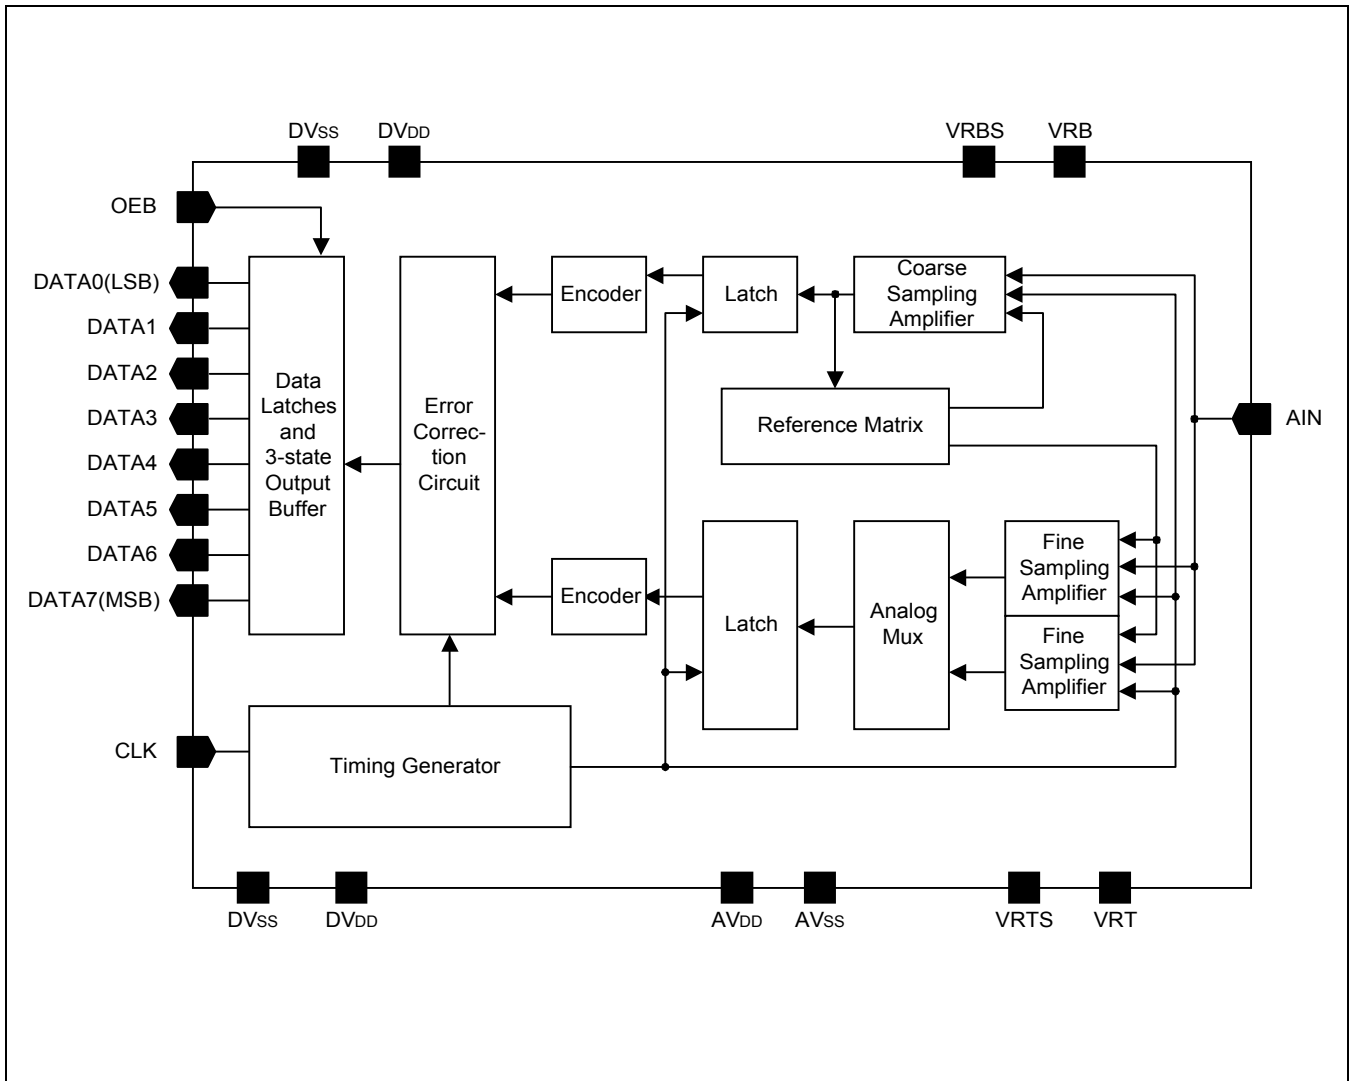 DVSS
DVDD
VRBS
VRB
OEB
DATA0(LSB)
DATA1
DATA2
DATA3
DATA4
DATA5
DATA6
DATA7(MSB)
CLK
Data
Latches
and
3-state
Output
Buffer
Error
Correc-
tion
Circuit
Encoder
Latch
Coarse
Sampling
Amplifier
Reference Matrix
AIN
Encoder
Latch
Analog
Mux
Fine
Sampling
Amplifier
Fine
Sampling
Amplifier
Timing Generator
DVSS
DVDD
AVDD
AVSS
VRTS
VRT